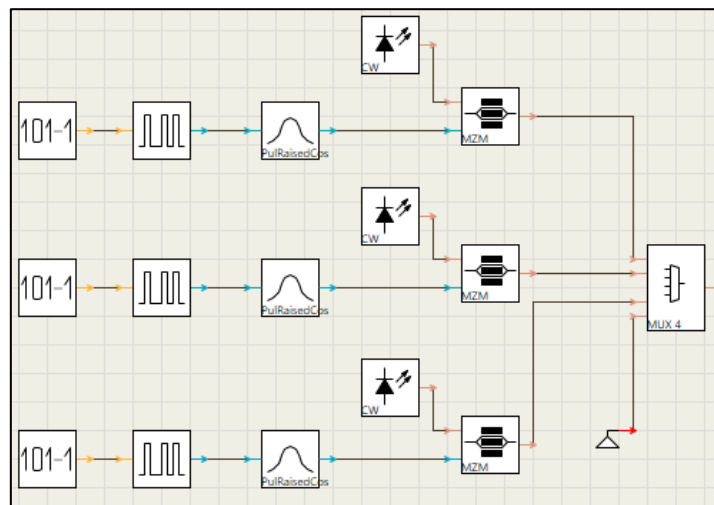 CW
101-1
PulRaisedCos
MZM
CW
101-1
PulRaisedCos
MZM
MUX 4
CW
101-1
PulRaisedCos
MZM